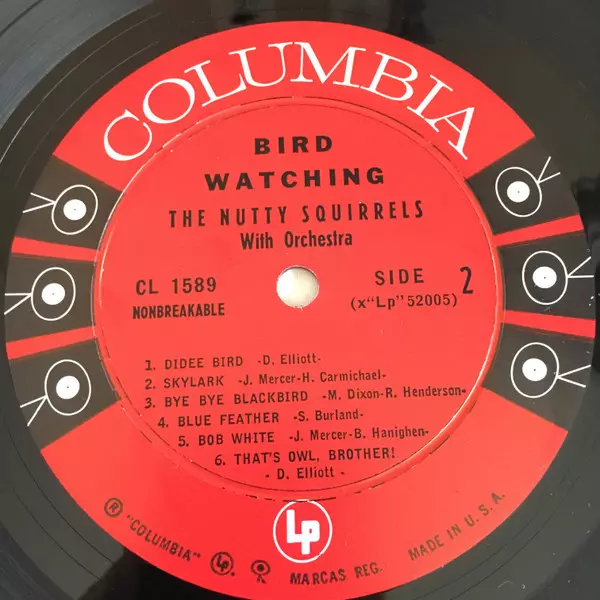 COLUMBIA
BIRD
WATCHING
THE NUTTY SQUIRRELS
With Orchestra
CL 1589
NONBREAKABLE
SIDE 2
(x"Lp" 52005)
1. DIDEE BIRD -D. Elliott-
2. SKYLARK -J. Mercer-H. Carmichael-
3. BYE BYE BLACKBIRD -M. Dixon-R. Henderson-
4. BLUE FEATHER -S. Burland-
5. BOB WHITE -J. Mercer-B. Hanighen-
6. THAT'S OWL, BROTHER!
- D. Elliott -
Lp
® "COLUMBIA" Lp. MARCAS REG. MADE IN U.S.A.